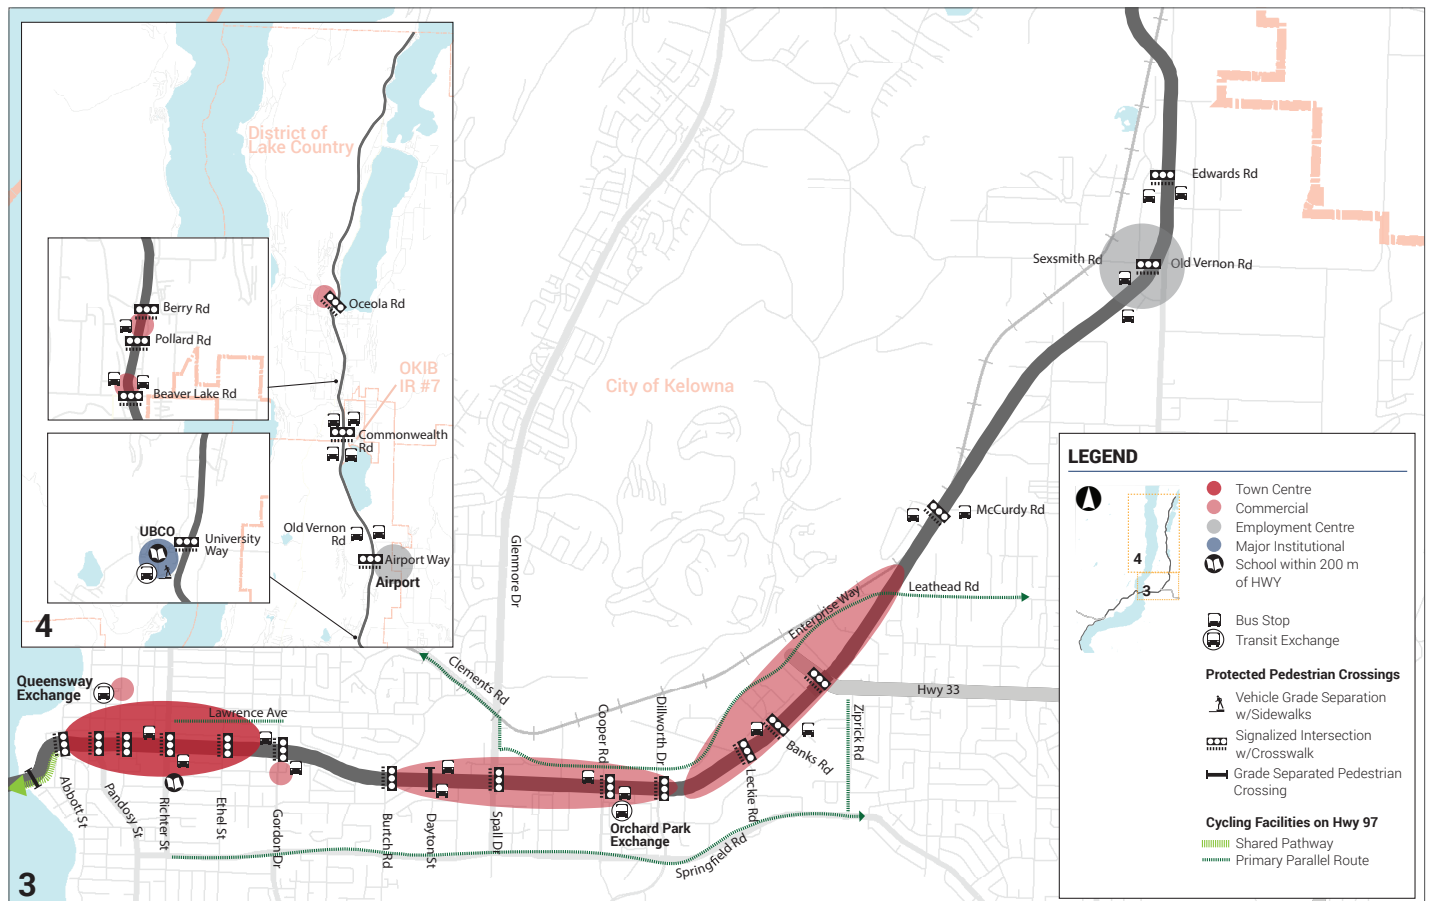 District of
Lake Country
Oceola Rd
OKIB
IR #7
Commonwealth
Rd
Old Vernon
Rd
Airport Way
Airport
Berry Rd
Pollard Rd
Beaver Lake Rd
UBCO
University
Way
4
City of Kelowna
Edwards Rd
Sexsmith Rd
Old Vernon Rd
McCurdy Rd
Leathead Rd
Enterprise Way
Hwy 33
Glenmore Dr
Clements Rd
Queensway
Exchange
Lawrence Ave
Abbott St
Pandosy St
Richter St
Ethel St
Gordon Dr
Burtch Rd
Dayton St
Spall Dr
Cooper Rd
Dillworth Dr
Orchard Park
Exchange
Leckie Rd
Banks Rd
Ziprick Rd
Springfield Rd
3
LEGEND
4
3
Town Centre
Commercial
Employment Centre
Major Institutional
School within 200 m
of HWY
Bus Stop
Transit Exchange
Protected Pedestrian Crossings
Vehicle Grade Separation
w/Sidewalks
Signalized Intersection
w/Crosswalk
Grade Separated Pedestrian
Crossing
Cycling Facilities on Hwy 97
Shared Pathway
Primary Parallel Route